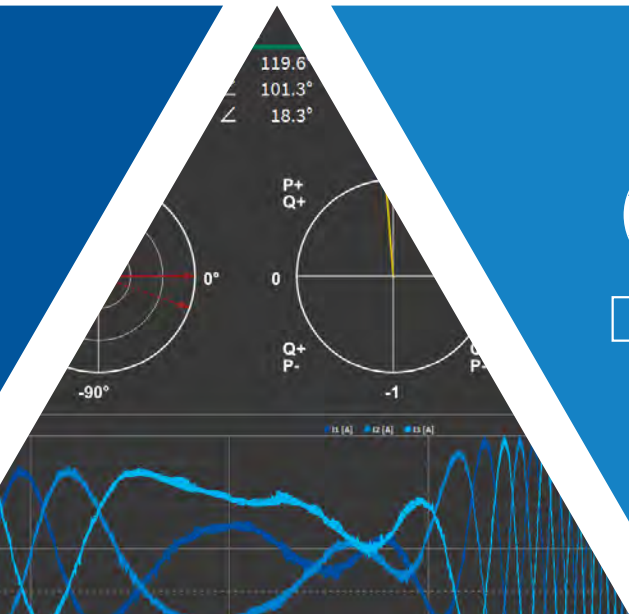 119.6°
∠ 101.3°
∠ 18.3°
P+
Q+
0°
0
Q+
P-
P-
-90°
-1
I1 [A] I2 [A] I3 [A]